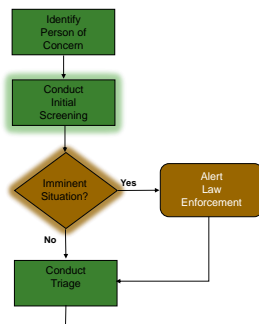 Identify
Person of
Concern
Conduct
Initial
Screening
Imminent
Situation?
Yes
Alert
Law
Enforcement
No
Conduct
Triage